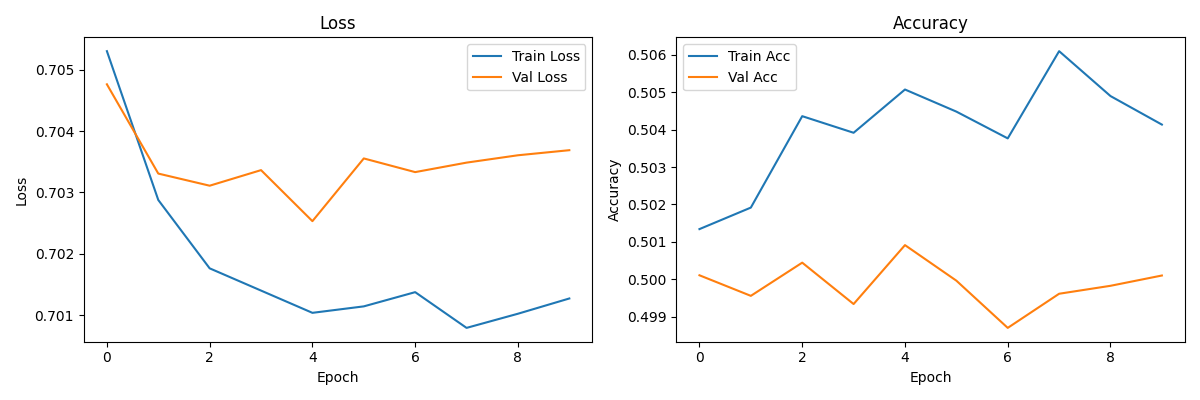 Loss
Train Loss
Val Loss
0.705
0.704
0.703
0.702
0.701
Loss
0
2
4
6
8
Epoch
Accuracy
Train Acc
Val Acc
0.506
0.505
0.504
0.503
0.502
0.501
0.500
0.499
Accuracy
0
2
4
6
8
Epoch